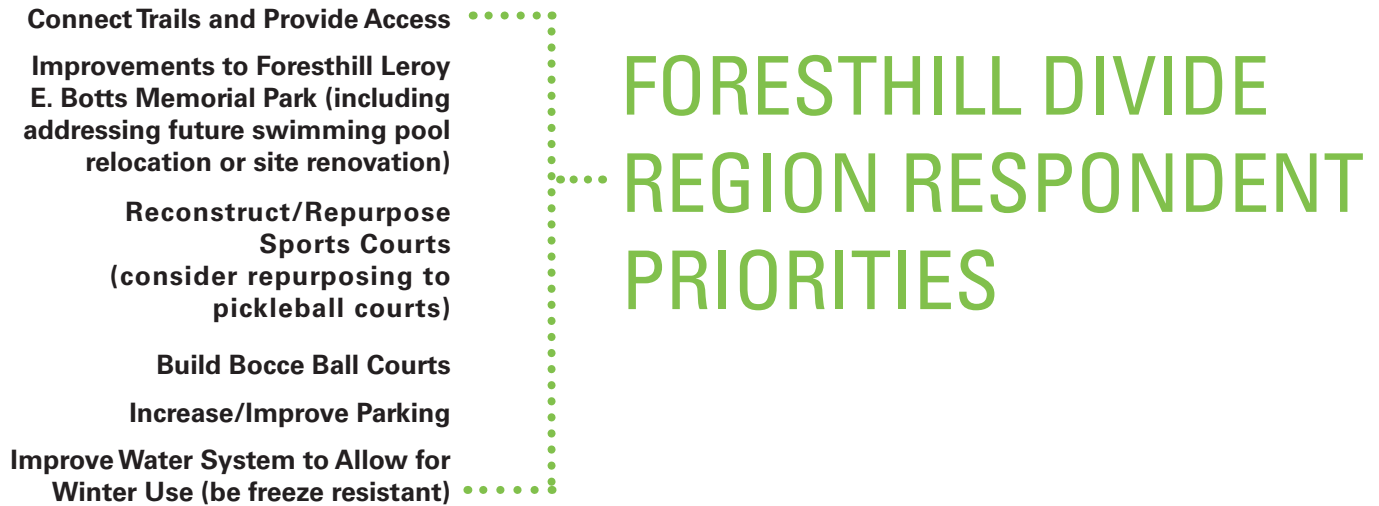 Connect Trails and Provide Access
Improvements to Foresthill Leroy
E. Botts Memorial Park (including
addressing future swimming pool
relocation or site renovation)
Reconstruct/Repurpose
Sports Courts
(consider repurposing to
pickleball courts)
Build Bocce Ball Courts
Increase/Improve Parking
Improve Water System to Allow for
Winter Use (be freeze resistant)
FORESTHILL DIVIDE
REGION RESPONDENT
PRIORITIES